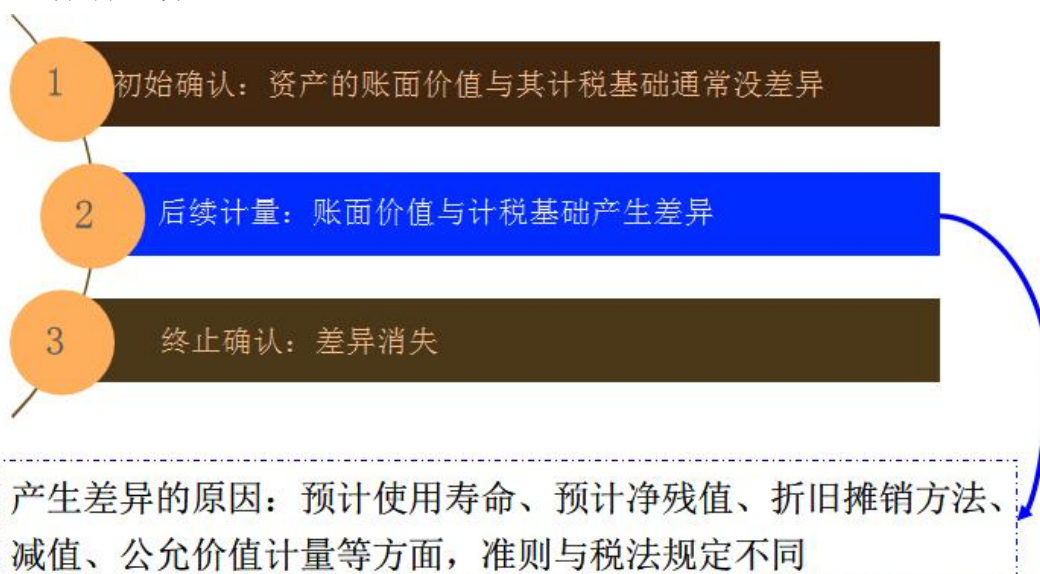 1
初始确认：资产的账面价值与其计税基础通常没差异
2
后续计量：账面价值与计税基础产生差异
3
终止确认：差异消失
产生差异的原因：预计使用寿命、预计净残值、折旧摊销方法、
减值、公允价值计量等方面，准则与税法规定不同